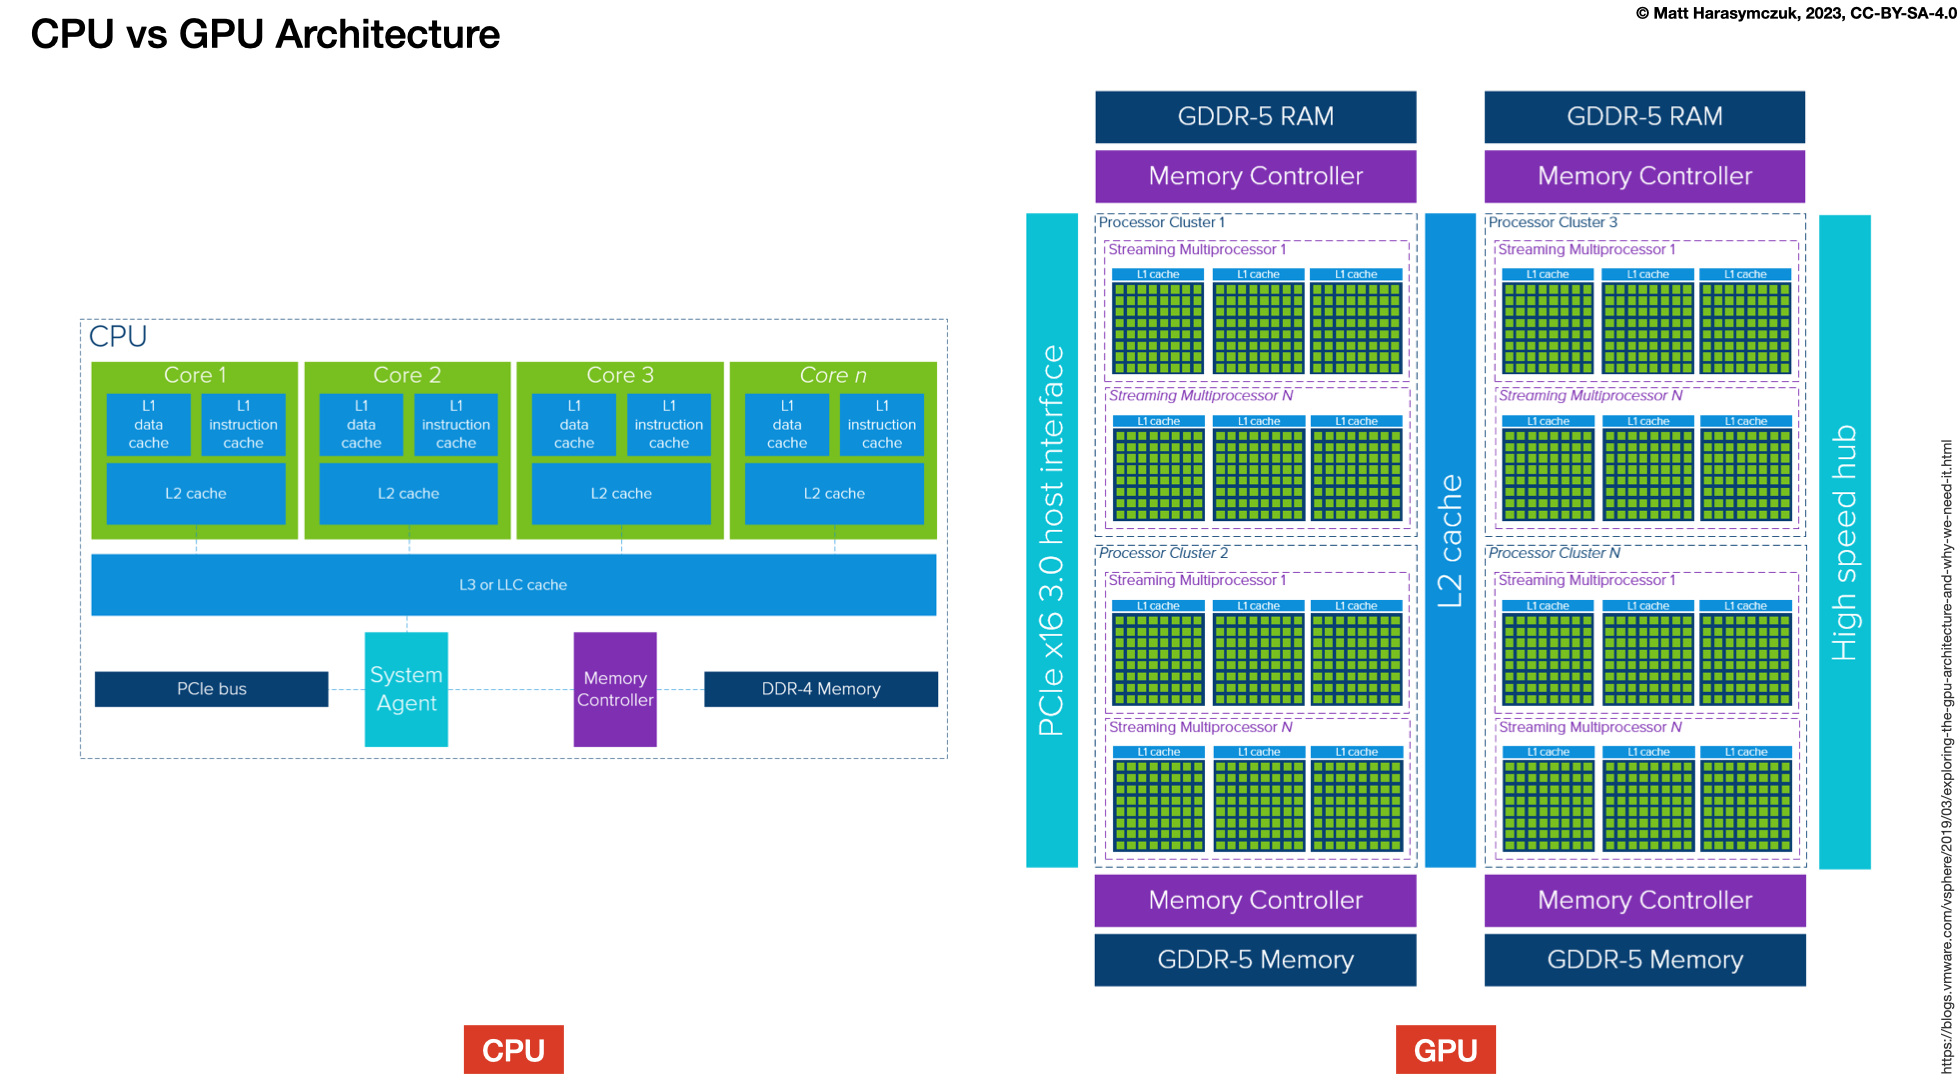 CPU vs GPU Architecture
© Matt Harasymczuk, 2023, CC-BY-SA-4.0
CPU
Core 1
L1
data
cache
L1
instruction
cache
L2 cache
Core 2
L1
data
cache
L1
instruction
cache
L2 cache
Core 3
L1
data
cache
L1
instruction
cache
L2 cache
Core n
L1
data
cache
L1
instruction
cache
L2 cache
L3 or LLC cache
PCIe bus
System
Agent
Memory
Controller
DDR-4 Memory
CPU
PCIe x16 3.0 host interface
GDDR-5 RAM
Memory Controller
Processor Cluster 1
Streaming Multiprocessor 1
L1 cache
L1 cache
L1 cache
Streaming Multiprocessor N
L1 cache
L1 cache
L1 cache
Processor Cluster 2
Streaming Multiprocessor 1
L1 cache
L1 cache
L1 cache
Streaming Multiprocessor N
L1 cache
L1 cache
L1 cache
Memory Controller
GDDR-5 Memory
L2 cache
GDDR-5 RAM
Memory Controller
Processor Cluster 3
Streaming Multiprocessor 1
L1 cache
L1 cache
L1 cache
Streaming Multiprocessor N
L1 cache
L1 cache
L1 cache
Processor Cluster N
Streaming Multiprocessor 1
L1 cache
L1 cache
L1 cache
Streaming Multiprocessor N
L1 cache
L1 cache
L1 cache
Memory Controller
GDDR-5 Memory
High speed hub
GPU
https://blogs.vmware.com/vsphere/2019/03/exploring-the-gpu-architecture-and-why-we-need-it.html